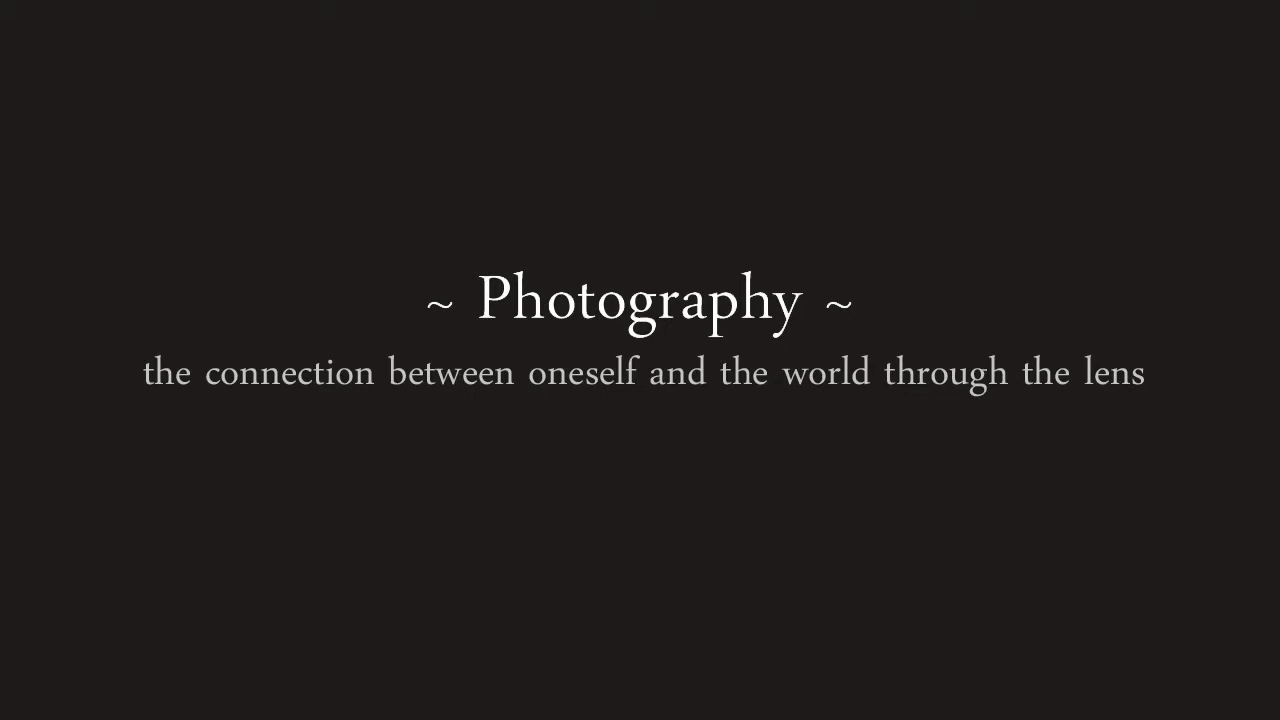 ~ Photography ~
the connection between oneself and the world through the lens